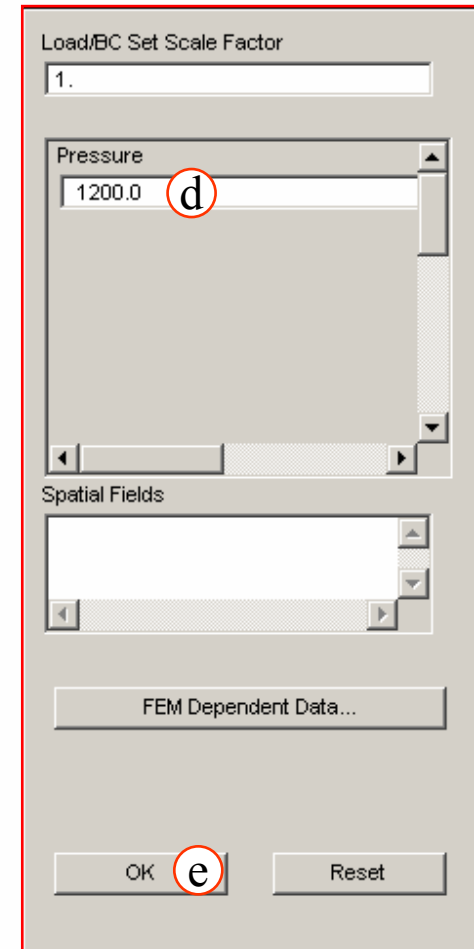 Load/BC Set Scale Factor
1.
Pressure
1200.0 d
Spatial Fields
FEM Dependent Data...
OK e Reset